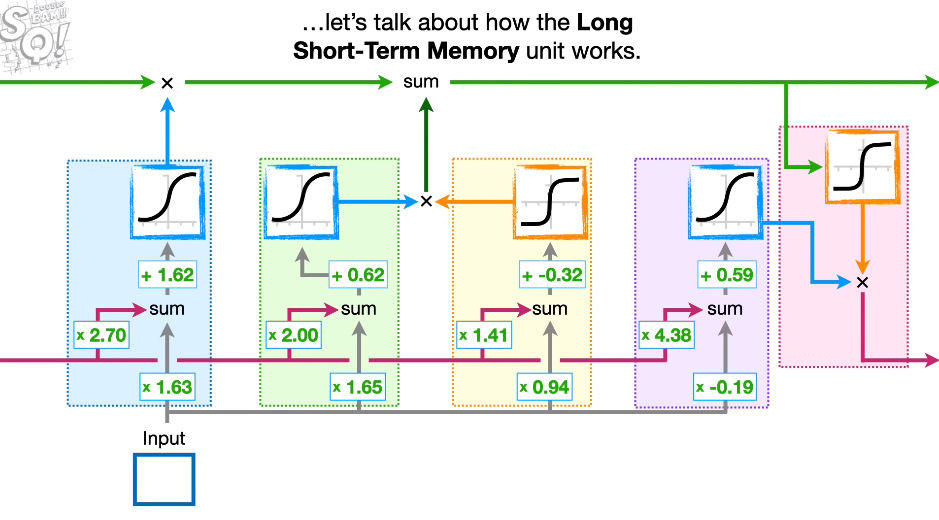 ...let's talk about how the Long
Short-Term Memory unit works.
SQ!
DOUBLE BAM!!!
× sum
×
+ 1.62 + 0.62 + -0.32 + 0.59 ×
sum sum sum sum
x 2.70 x 2.00 x 1.41 x 4.38
x 1.63 x 1.65 x 0.94 x -0.19
Input